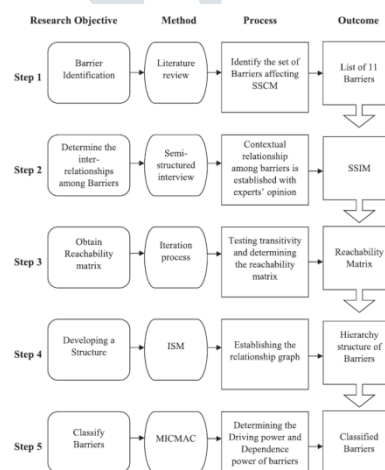 Research Objective Method Process Outcome
Step 1
Barrier
Identification
Literature
review
Identify the set of
Barriers affecting
SSCM
List of 11
Barriers
Step 2
Determine the
inter-
relationships
among Barriers
Semi-
structured
interview
Contextual
relationship
among barriers is
established with
experts' opinion
SSIM
Step 3
Obtain
Reachability
matrix
Iteration
process
Testing transitivity
and determining
the reachability
matrix
Reachability
Matrix
Step 4
Developing a
Structure
ISM
Establishing the
relationship graph
Hierarchy
structure of
Barriers
Step 5
Classify
Barriers
MICMAC
Determining the
Driving power and
Dependence
power of barriers
Classified
Barriers